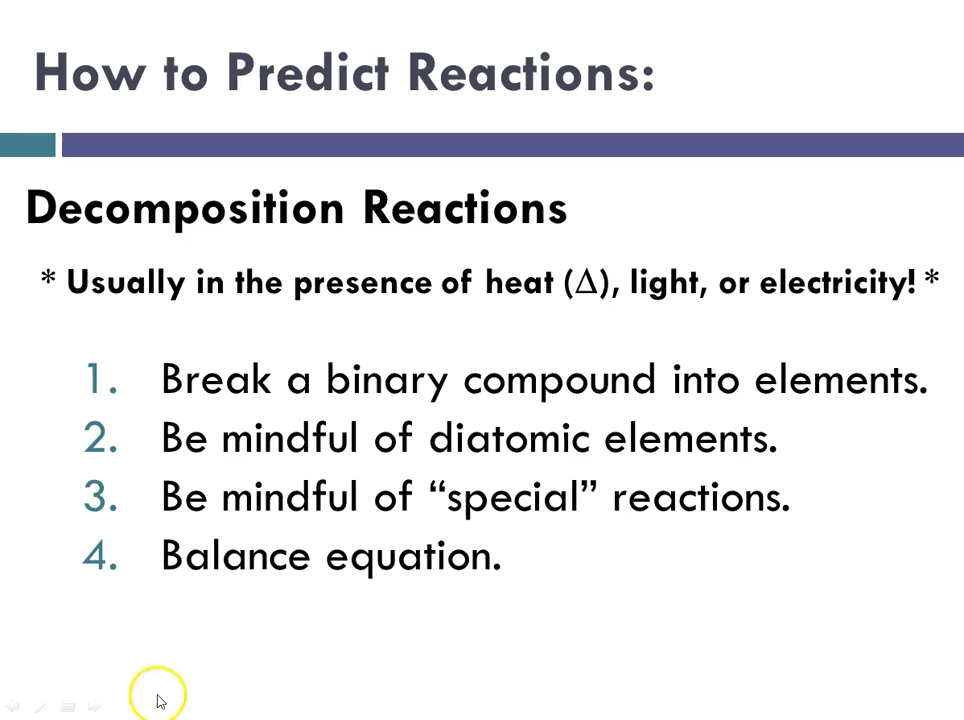 How to Predict Reactions:
Decomposition Reactions
* Usually in the presence of heat (∆), light, or electricity! *
1. Break a binary compound into elements.
2. Be mindful of diatomic elements.
3. Be mindful of “special” reactions.
4. Balance equation.